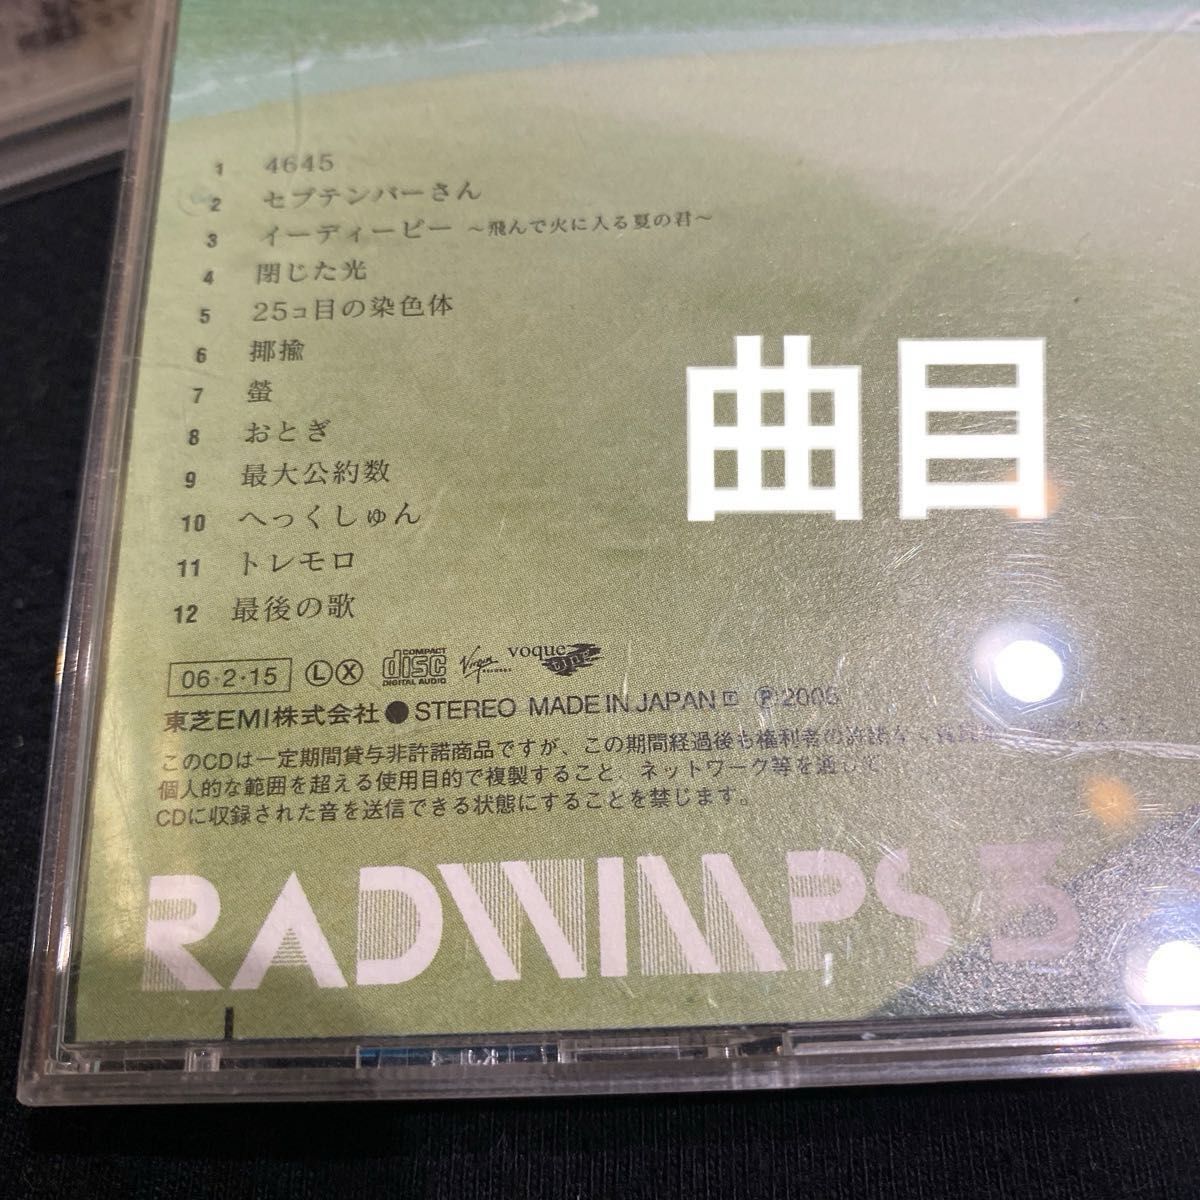 1 4645
2 セプテンバーさん
3 イーディーピー 〜飛んで火に入る夏の君〜
4 閉じた光
5 25コ目の染色体
6 揶揄
7 螢
8 おとぎ
9 最大公約数
10 へっくしゅん
11 トレモロ
12 最後の歌
曲目
06・2・15 Ⓛ Ⓧ COMPACT disc DIGITAL AUDIO Virgin RECORDS voque
東芝EMI株式会社●STEREO MADE IN JAPAN Ⓟ2006
このCDは一定期間貸与非許諾商品ですが、この期間経過後も権利者の許諾なく
個人的な範囲を超える使用目的で複製すること、ネットワーク等を通じて
CDに収録された音を送信できる状態にすることを禁じます。
RADWIMPS 3